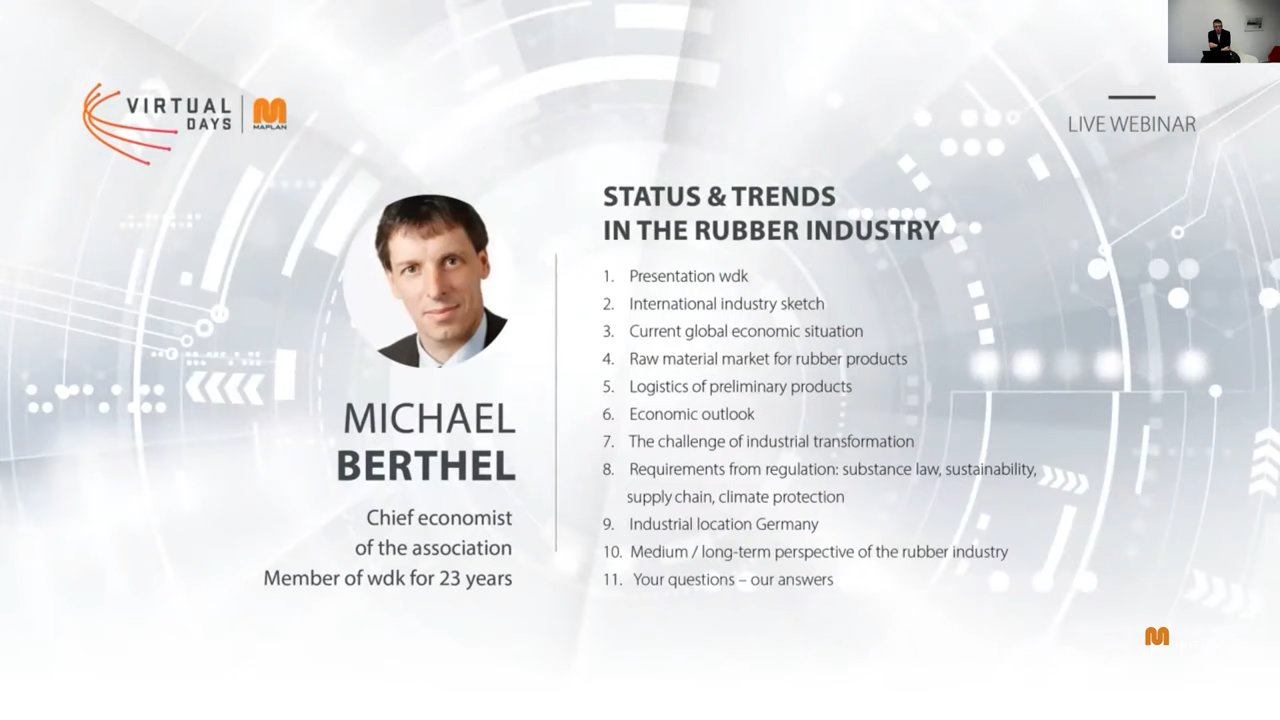 VIRTUAL
DAYS
MAPLAN
LIVE WEBINAR
STATUS & TRENDS
IN THE RUBBER INDUSTRY
1. Presentation wdk
2. International industry sketch
3. Current global economic situation
4. Raw material market for rubber products
5. Logistics of preliminary products
6. Economic outlook
7. The challenge of industrial transformation
8. Requirements from regulation: substance law, sustainability,
supply chain, climate protection
9. Industrial location Germany
10. Medium / long-term perspective of the rubber industry
11. Your questions – our answers
MICHAEL
BERTHEL
Chief economist
of the association
Member of wdk for 23 years